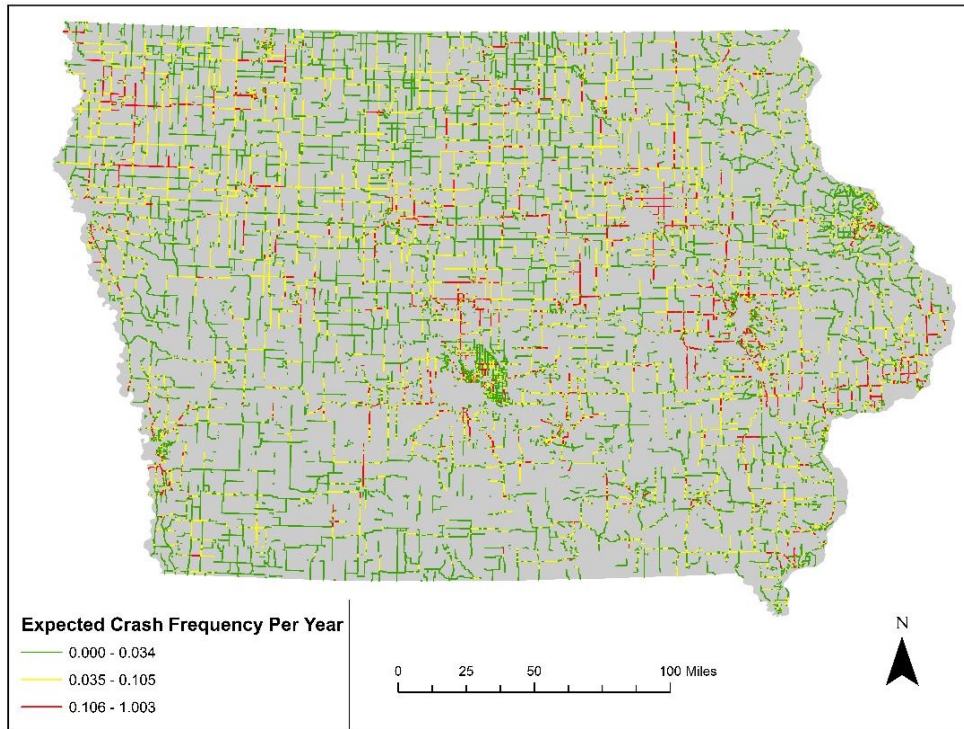 Expected Crash Frequency Per Year
0.000 - 0.034
0.035 - 0.105
0.106 - 1.003
0 25 50 100 Miles
N